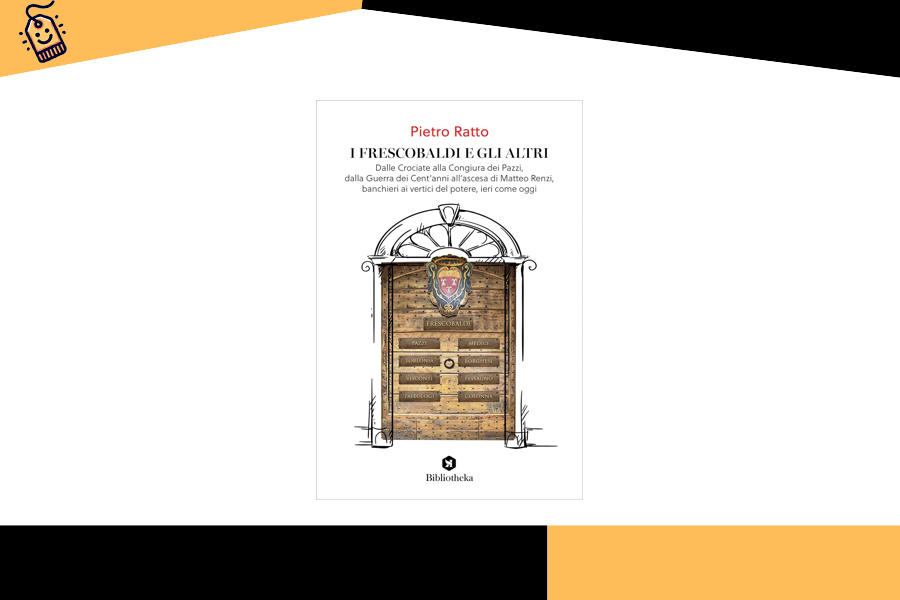 Pietro Ratto
I FRESCOBALDI E GLI ALTRI
Dalle Crociate alla Congiura dei Pazzi,
dalla Guerra dei Cent'anni all'ascesa di Matteo Renzi,
banchieri ai vertici del potere, ieri come oggi
FRESCOBALDI
PAZZI MEDICI
TORLONIA BORGHESE
VISCONTI PESSAGNO
PALEOLOGI COLONNA
Bibliotheka